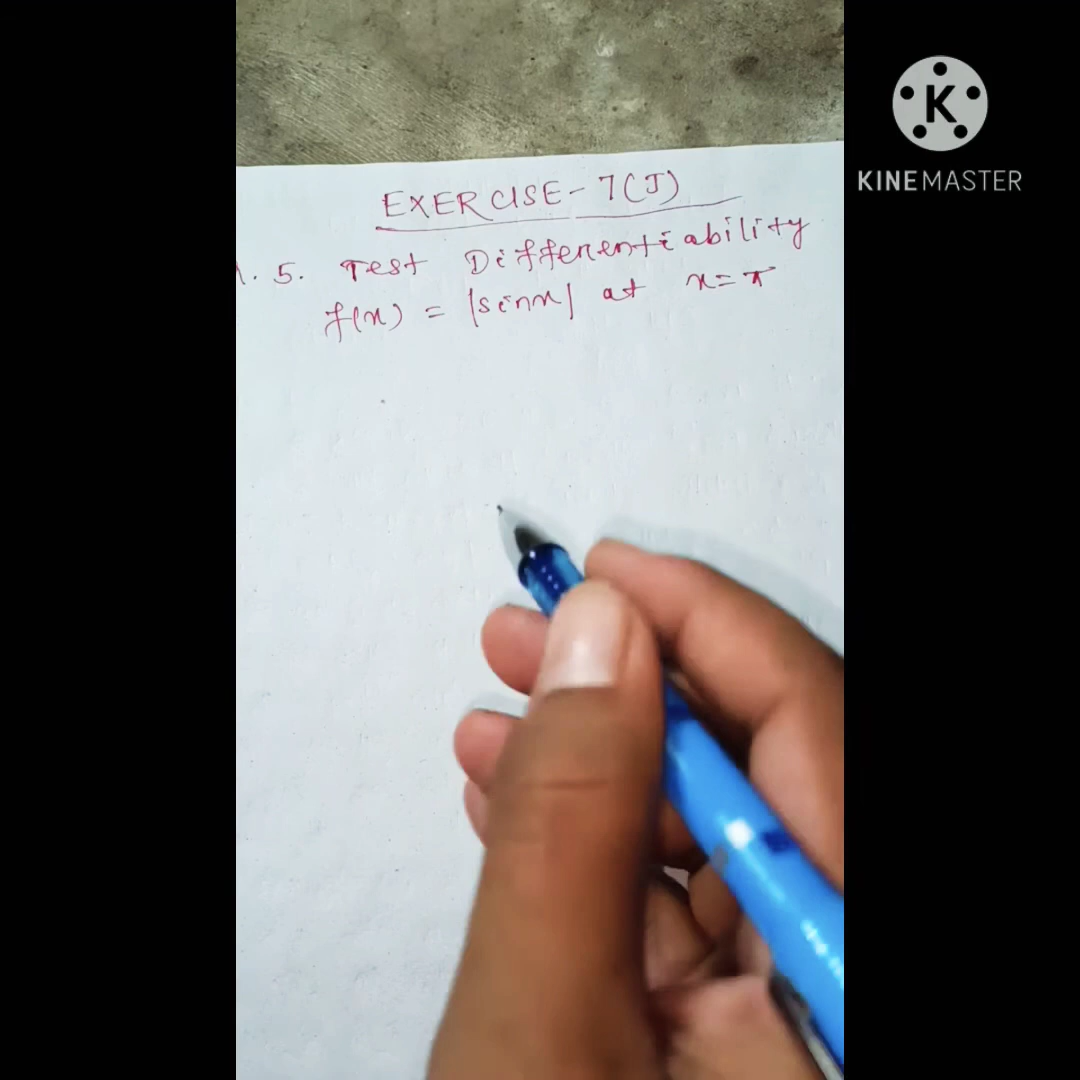 EXERCISE - 7(J)
5. Test Differentiability
f(x) = |sinx| at x = π
K
KINEMASTER